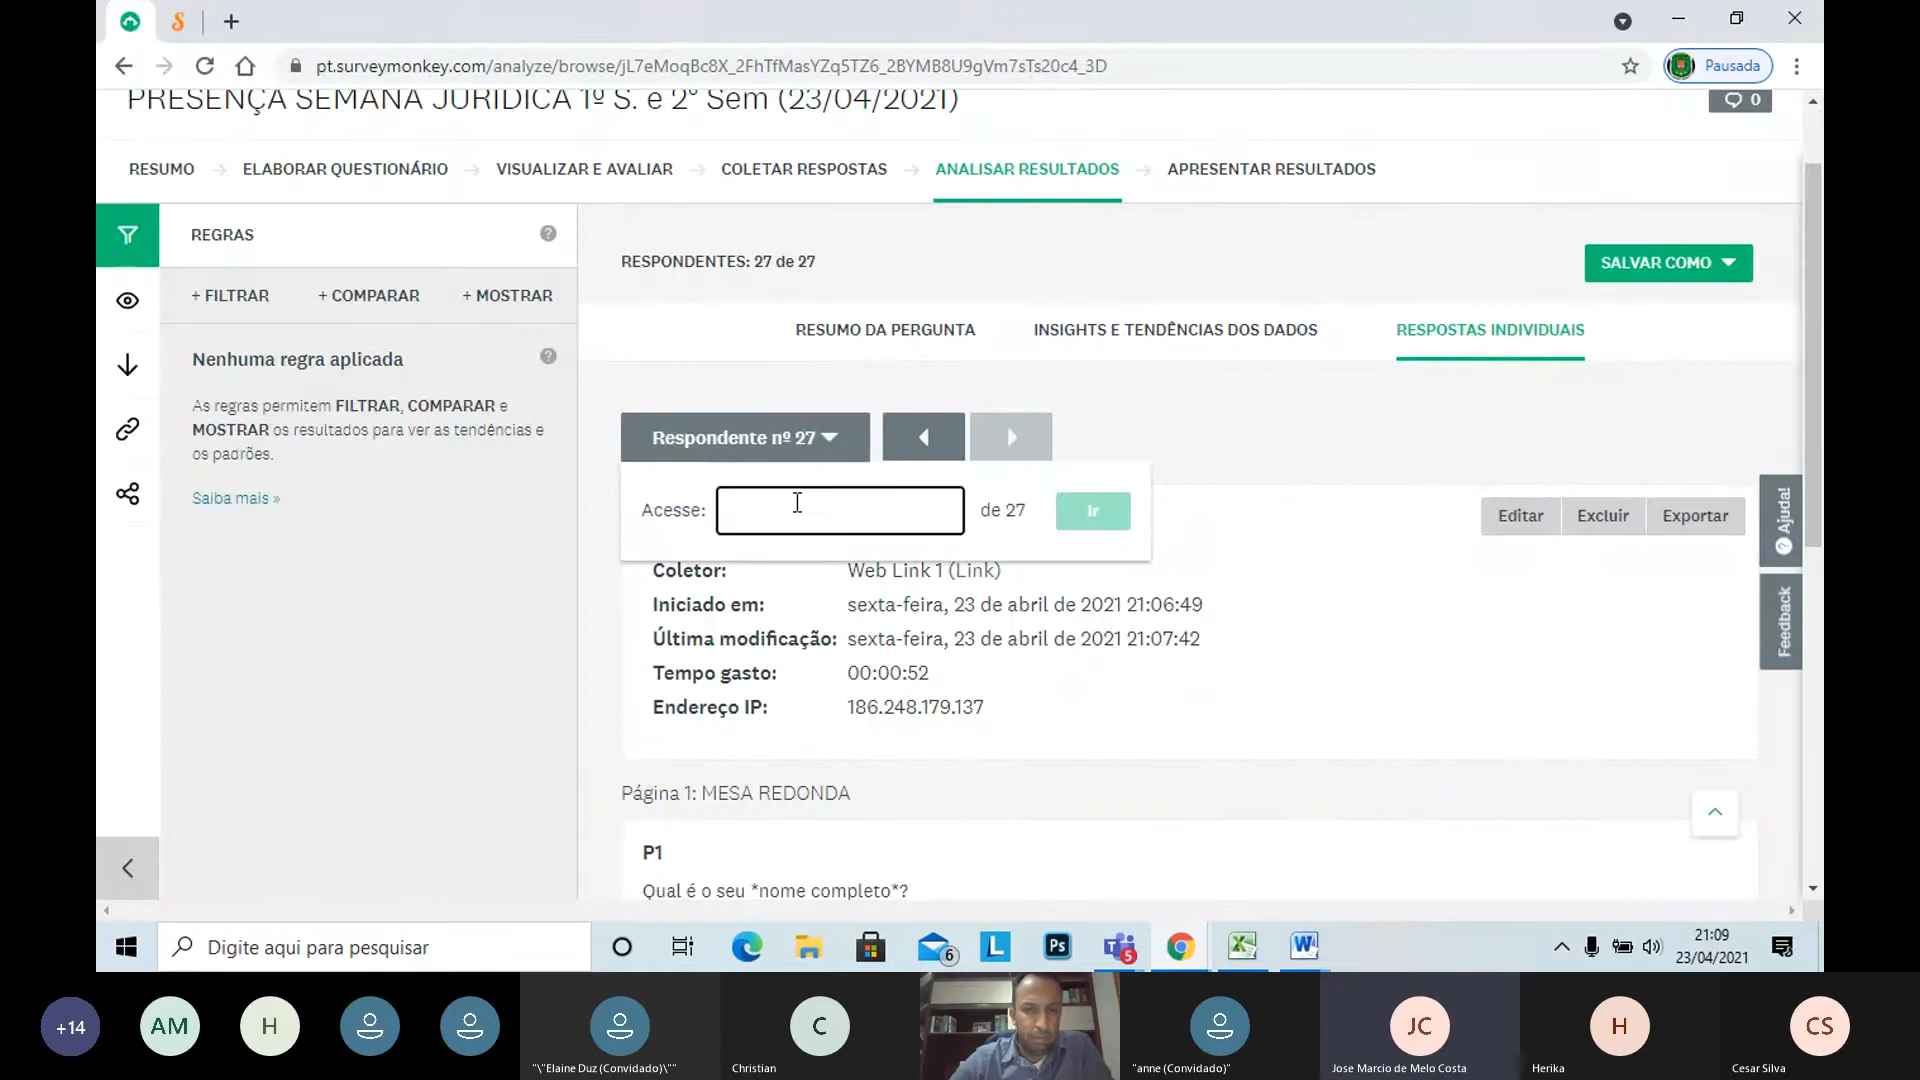 pt.surveymonkey.com/analyze/browse/jL7eMoqBc8X_2FhTfMasYZq5TZ6_2BYMB8U9gVm7sTs20c4_3D
Pausada
PRESENÇA SEMANA JURIDICA 1º S. e 2° Sem (23/04/2021)
0
RESUMO
ELABORAR QUESTIONÁRIO
VISUALIZAR E AVALIAR
COLETAR RESPOSTAS
ANALISAR RESULTADOS
APRESENTAR RESULTADOS
REGRAS
?
+ FILTRAR
+ COMPARAR
+ MOSTRAR
Nenhuma regra aplicada
?
As regras permitem FILTRAR, COMPARAR e
MOSTRAR os resultados para ver as tendências e
os padrões.
Saiba mais »
RESPONDENTES: 27 de 27
SALVAR COMO
RESUMO DA PERGUNTA
INSIGHTS E TENDÊNCIAS DOS DADOS
RESPOSTAS INDIVIDUAIS
Respondente nº 27
Acesse:
de 27
Ir
Editar
Excluir
Exportar
Coletor:
Web Link 1 (Link)
Iniciado em:
sexta-feira, 23 de abril de 2021 21:06:49
Última modificação:
sexta-feira, 23 de abril de 2021 21:07:42
Tempo gasto:
00:00:52
Endereço IP:
186.248.179.137
? Ajuda!
Feedback
Página 1: MESA REDONDA
P1
Qual é o seu *nome completo*?
Digite aqui para pesquisar
6
L
Ps
5
21:09
23/04/2021
+14
AM
H
"\"Elaine Duz (Convidado)\""
C
Christian
"anne (Convidado)"
JC
Jose Marcio de Melo Costa
H
Herika
CS
Cesar Silva